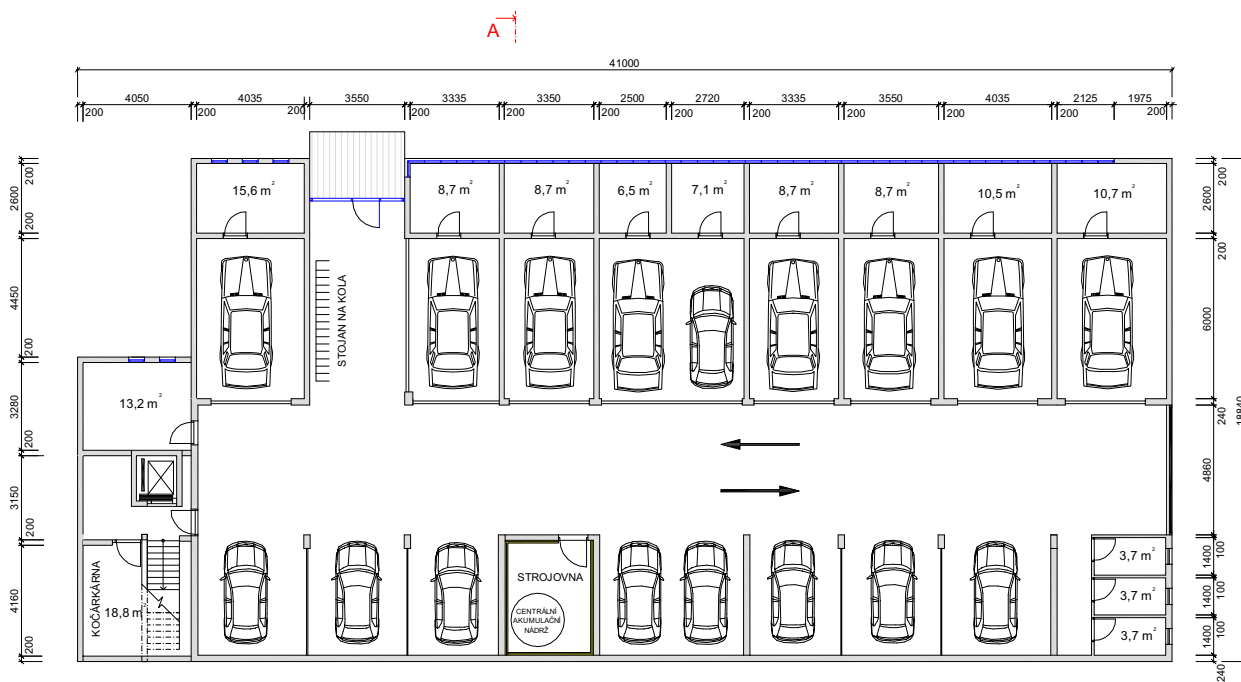 A
41000
4050 4035 3550 3335 3350 2500 2720 3335 3550 4035 2125 1975
200 200 200 200 200 200 200 200 200 200 200 200
200 2600 200 4450 200 3280 200 3150 200 4160 200
15,6 m²
8,7 m²
8,7 m²
6,5 m²
7,1 m²
8,7 m²
8,7 m²
10,5 m²
10,7 m²
200 2600 200 6000 240 4860 100 1400 100 1400 100 1400 240
18840
STOJAN NA KOLA
13,2 m²
KOČÁRKÁRNA
18,8 m²
STROJOVNA
CENTRÁLNÍ
AKUMULAČNÍ
NÁDRŽ
3,7 m²
3,7 m²
3,7 m²